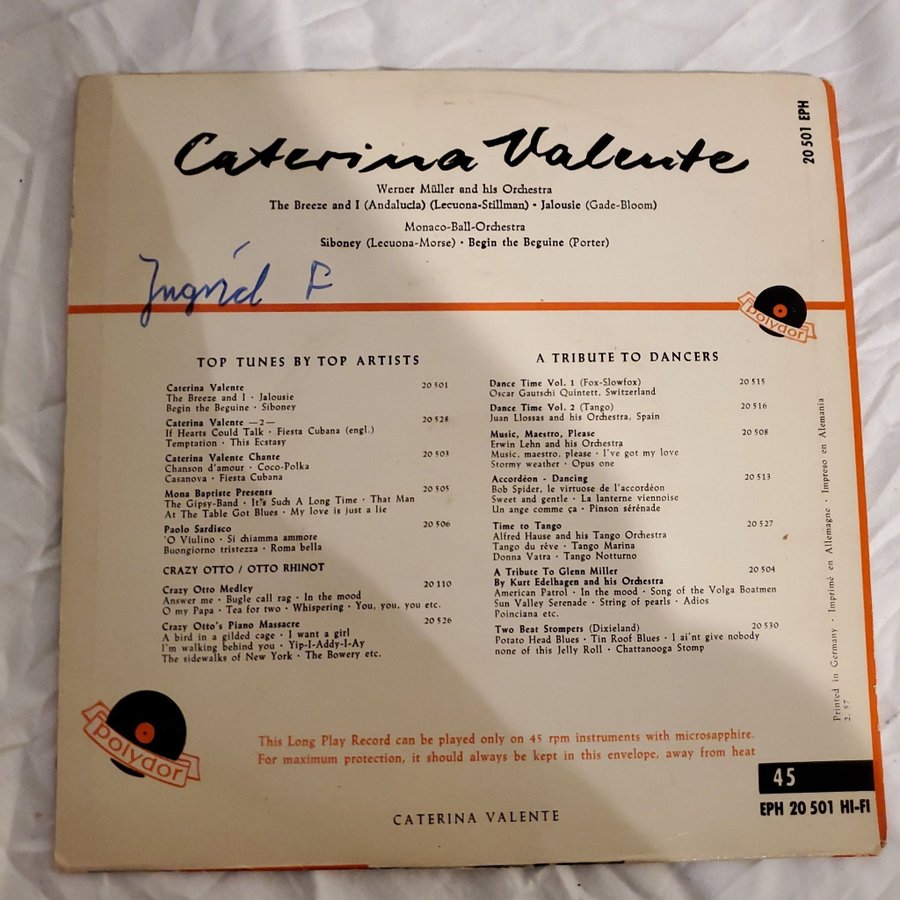 20 501 EPH
Caterina Valente
Werner Müller and his Orchestra
The Breeze and I (Andalucia) (Lecuona-Stillman) · Jalousie (Gade-Bloom)
Monaco-Ball-Orchestra
Siboney (Lecuona-Morse) · Begin the Beguine (Porter)
Ingrid F
polydor
TOP TUNES BY TOP ARTISTS
Caterina Valente 20 501
The Breeze and I · Jalousie
Begin the Beguine · Siboney
Caterina Valente —2— 20 528
If Hearts Could Talk · Fiesta Cubana (engl.)
Temptation · This Ecstasy
Caterina Valente Chante 20 503
Chanson d'amour · Coco-Polka
Casanova · Fiesta Cubana
Mona Baptiste Presents 20 505
The Gipsy-Band · It"s Such A Long Time · That Man
At The Table Got Blues · My love is just a lie
Paolo Sardisco 20 506
'O Viulino · Si chiamma ammore
Buongiorno tristezza · Roma bella
CRAZY OTTO / OTTO RHINOT
Crazy Otto Medley 20 110
Answer me · Bugle call rag · In the mood
O my Papa · Tea for two · Whispering · You, you, you etc.
Crazy Otto's Piano Massacre 20 526
A bird in a gilded cage · I want a girl
I'm walking behind you · Yip-I-Addy-I-Ay
The sidewalks of New York · The Bowery etc.
A TRIBUTE TO DANCERS
Dance Time Vol. 1 (Fox-Slowfox) 20 515
Oscar Gautschi Quintett, Switzerland
Dance Time Vol. 2 (Tango) 20 516
Juan Llossas and his Orchestra, Spain
Music, Maestro, Please 20 508
Erwin Lehn and his Orchestra
Music, maestro, please · I've got my love
Stormy weather · Opus one
Accordéon - Dancing 20 513
Bob Spider, le virtuose de l'accordéon
Sweet and gentle · La lanterne viennoise
Un ange comme ça · Pinson sérénade
Time to Tango 20 527
Alfred Hause and his Tango Orchestra
Tango du rêve · Tango Marina
Donna Vatra · Tango Notturno
A Tribute To Glenn Miller 20 504
By Kurt Edelhagen and his Orchestra
American Patrol · In the mood · Song of the Volga Boatmen
Sun Valley Serenade · String of pearls · Adios
Poinciana etc.
Two Beat Stompers (Dixieland) 20 530
Potato Head Blues · Tin Roof Blues · I ai'nt give nobody
none of this Jelly Roll · Chattanooga Stomp
Printed in Germany · Imprimé en Allemagne · Impreso en Alemania
2. 57
polydor
This Long Play Record can be played only on 45 rpm instruments with microsapphire.
For maximum protection, it should always be kept in this envelope, away from heat
45
EPH 20 501 HI-FI
CATERINA VALENTE